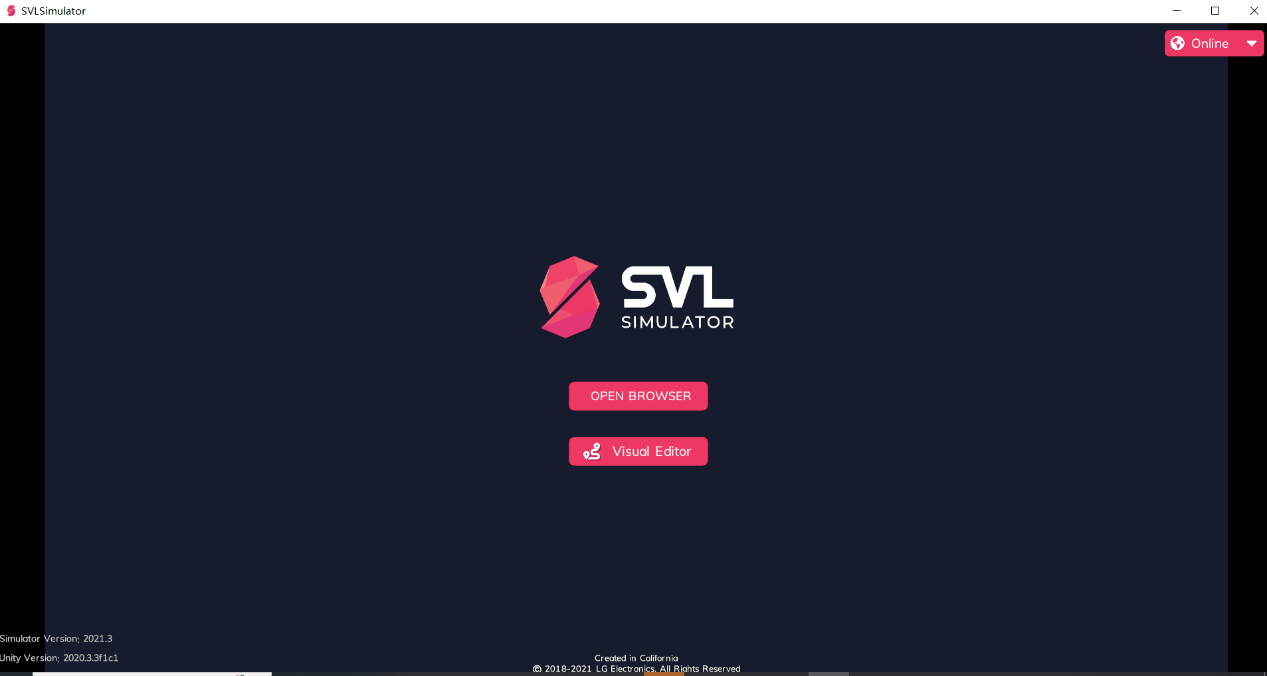 SVLSimulator
Online
SVL
SIMULATOR
OPEN BROWSER
Visual Editor
Simulator Version: 2021.3
Unity Version: 2020.3.3f1c1
Created in California
© 2018-2021 LG Electronics. All Rights Reserved